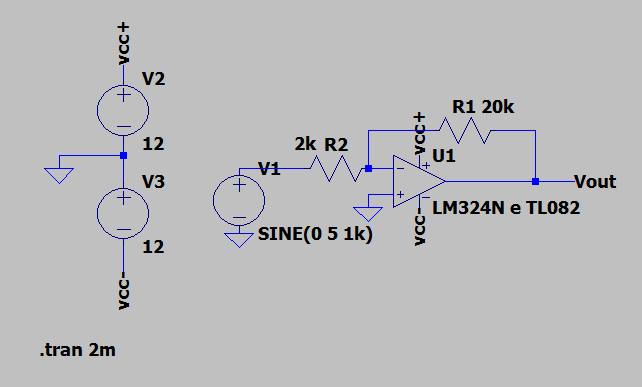 VCC+
V2
12
V3
12
VCC-
.tran 2m
V1
SINE(0 5 1k)
2k R2
R1 20k
VCC+
U1
VCC-
LM324N e TL082
Vout